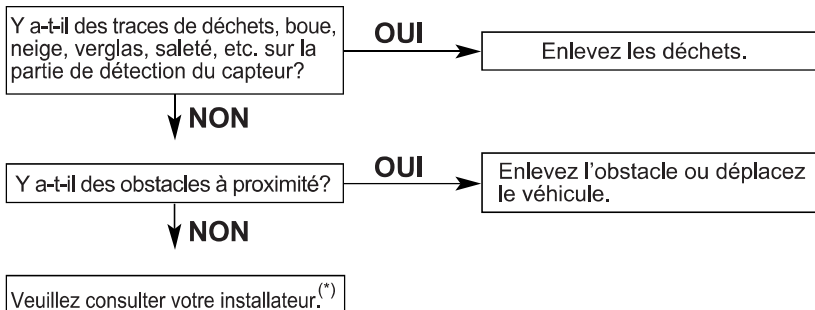 Y a-t-il des traces de déchets, boue,
neige, verglas, saleté, etc. sur la
partie de détection du capteur?
OUI
Enlevez les déchets.
NON
Y a-t-il des obstacles à proximité?
OUI
Enlevez l'obstacle ou déplacez
le véhicule.
NON
Veuillez consulter votre installateur.(*)